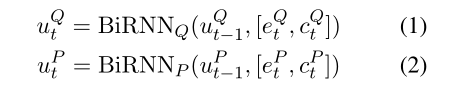 u_t^Q = BiRNN_Q(u_{t-1}^Q, [e_t^Q, c_t^Q]) (1)
u_t^P = BiRNN_P(u_{t-1}^P, [e_t^P, c_t^P]) (2)